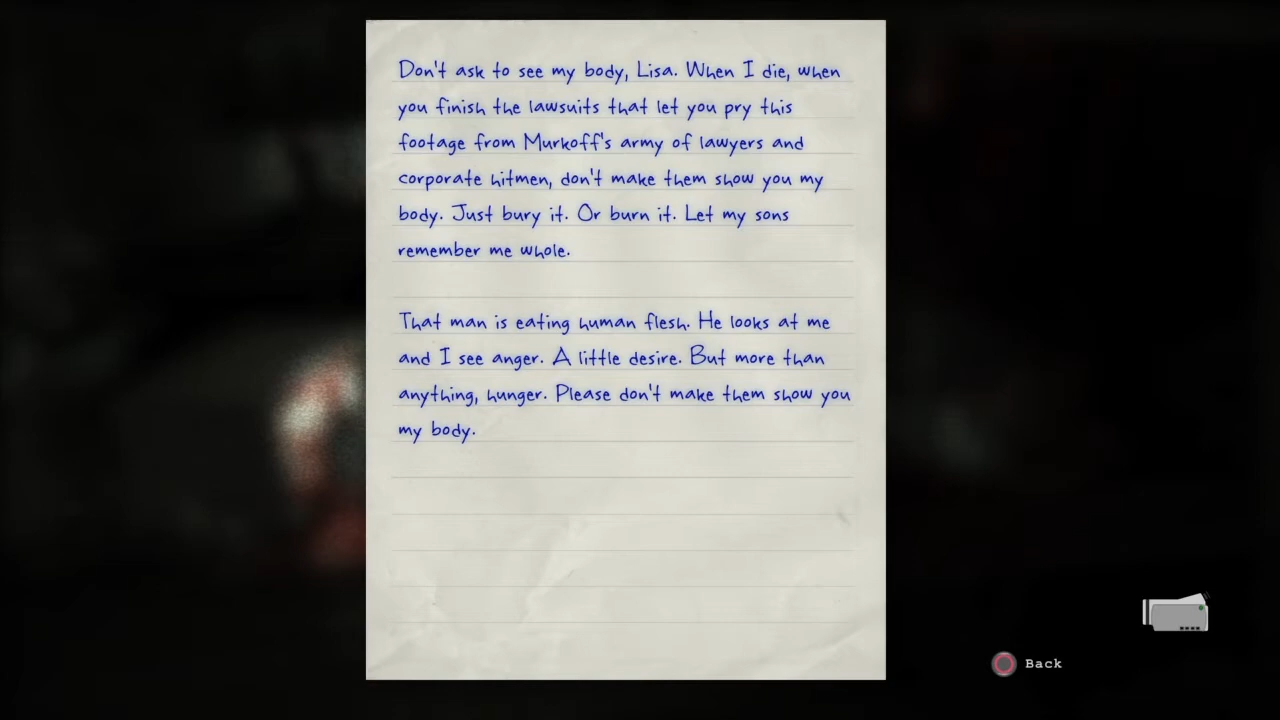 Don't ask to see my body, Lisa. When I die, when
you finish the lawsuits that let you pry this
footage from Murkoff's army of lawyers and
corporate hitmen, don't make them show you my
body. Just bury it. Or burn it. Let my sons
remember me whole.
That man is eating human flesh. He looks at me
and I see anger. A little desire. But more than
anything, hunger. Please don't make them show you
my body.
Back